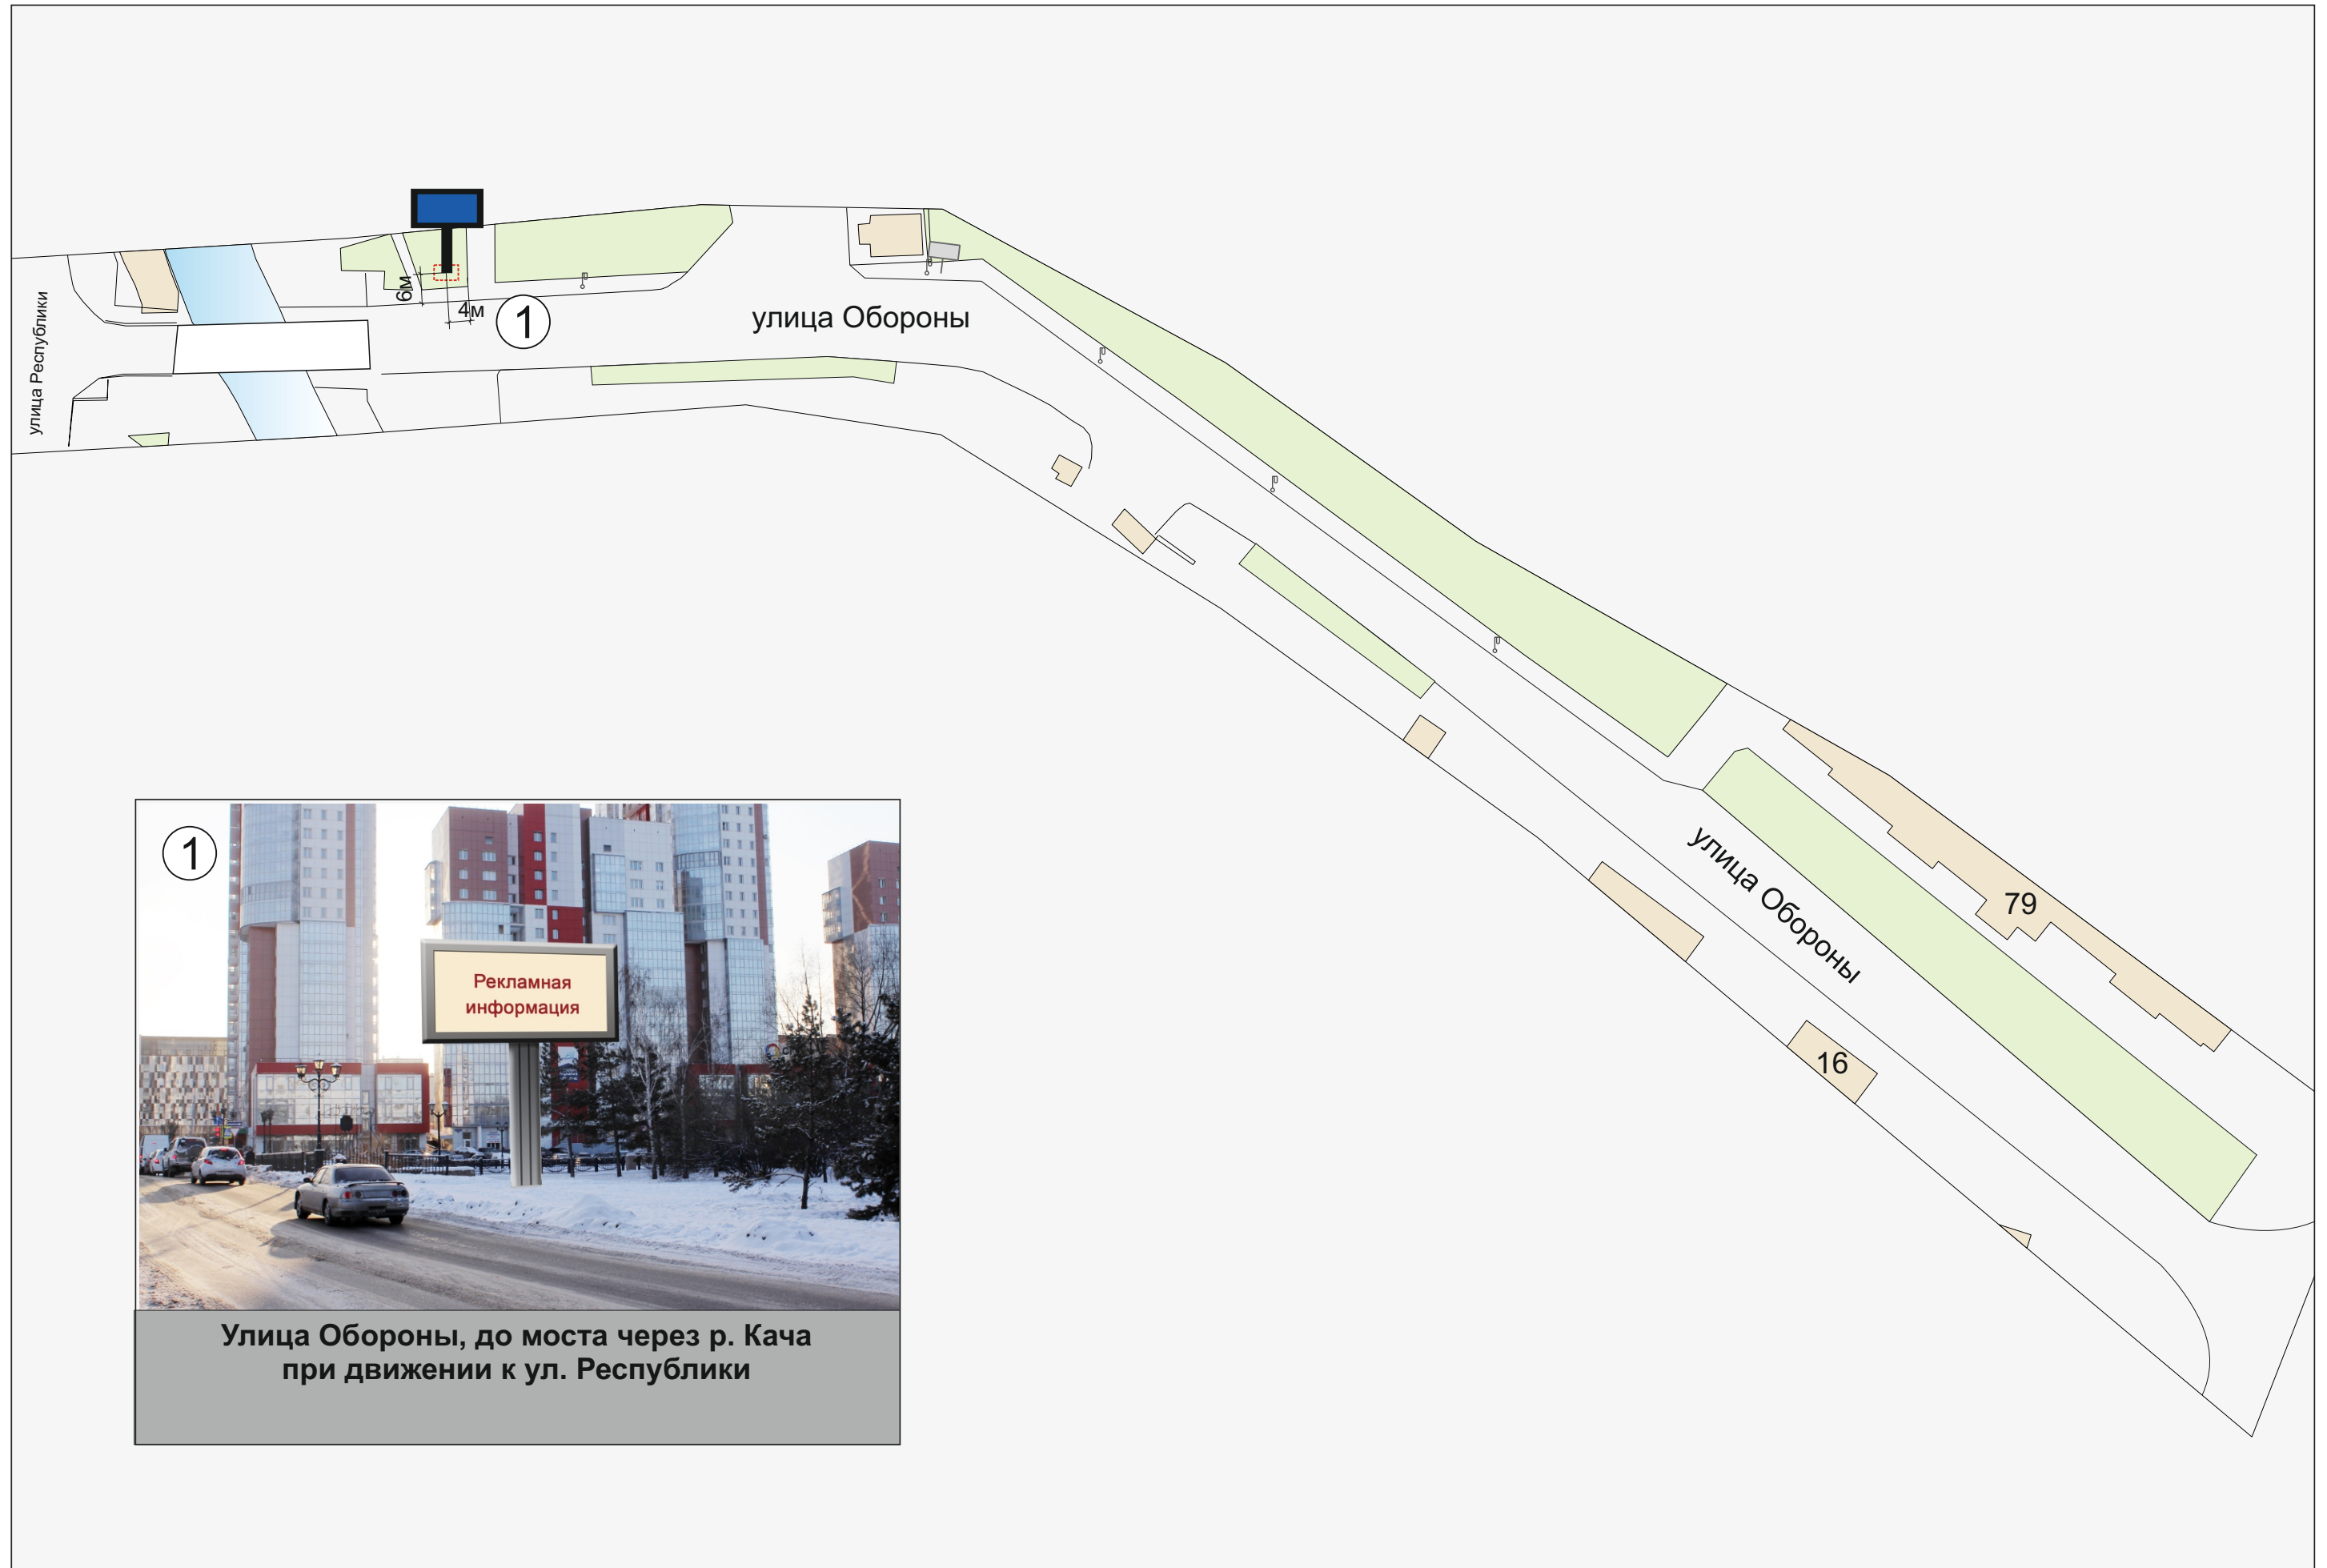 6м
4м
1
улица Обороны
улица Республики
улица Обороны
79
16
1
Рекламная
информация
Улица Обороны, до моста через р. Кача
при движении к ул. Республики